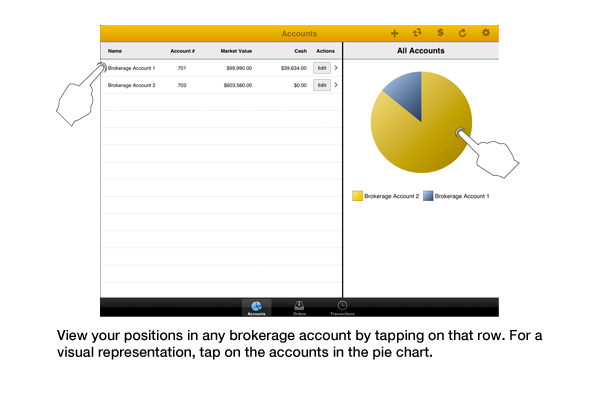 Accounts
$
Name Account # Market Value Cash Actions
All Accounts
Brokerage Account 1 701 $99,990.00 $39,634.00 Edit
Brokerage Account 2 703 $603,560.00 $0.00 Edit
Brokerage Account 2 Brokerage Account 1
Accounts Orders Transactions
View your positions in any brokerage account by tapping on that row. For a
visual representation, tap on the accounts in the pie chart.